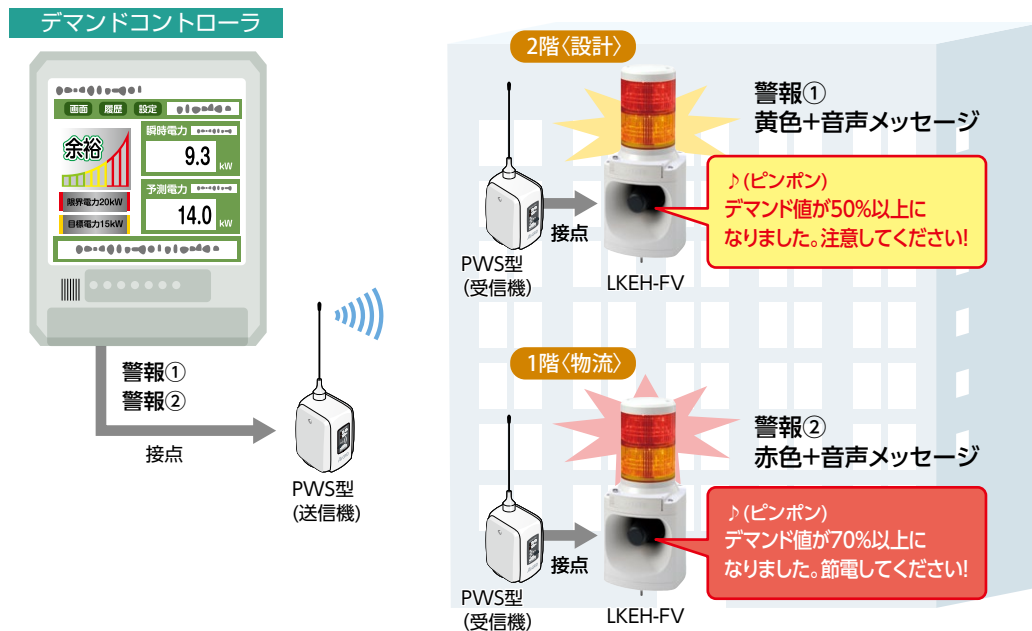 デマンドコントローラ
画面 履歴 設定
余裕
瞬時電力
9.3 kW
限界電力20kW
目標電力15kW
予測電力
14.0 kW
警報①
警報②
接点
PWS型
(送信機)
2階〈設計〉
警報①
黄色+音声メッセージ
♪(ピンポン)
デマンド値が50%以上に
なりました。注意してください!
接点
PWS型
(受信機)
LKEH-FV
1階〈物流〉
警報②
赤色+音声メッセージ
♪(ピンポン)
デマンド値が70%以上に
なりました。節電してください!
接点
PWS型
(受信機)
LKEH-FV